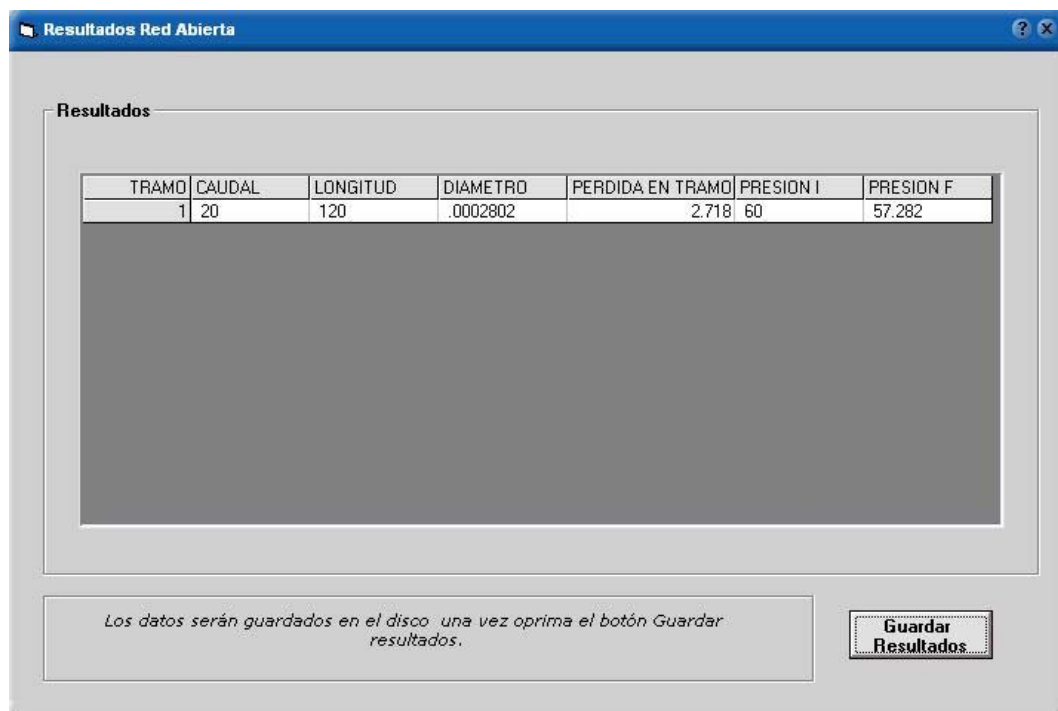 Resultados Red Abierta
Resultados
TRAMO CAUDAL LONGITUD DIAMETRO PERDIDA EN TRAMO PRESION I PRESION F
1 20 120 .0002802 2.718 60 57.282
Los datos serán guardados en el disco una vez oprima el botón Guardar
resultados.
Guardar
Resultados